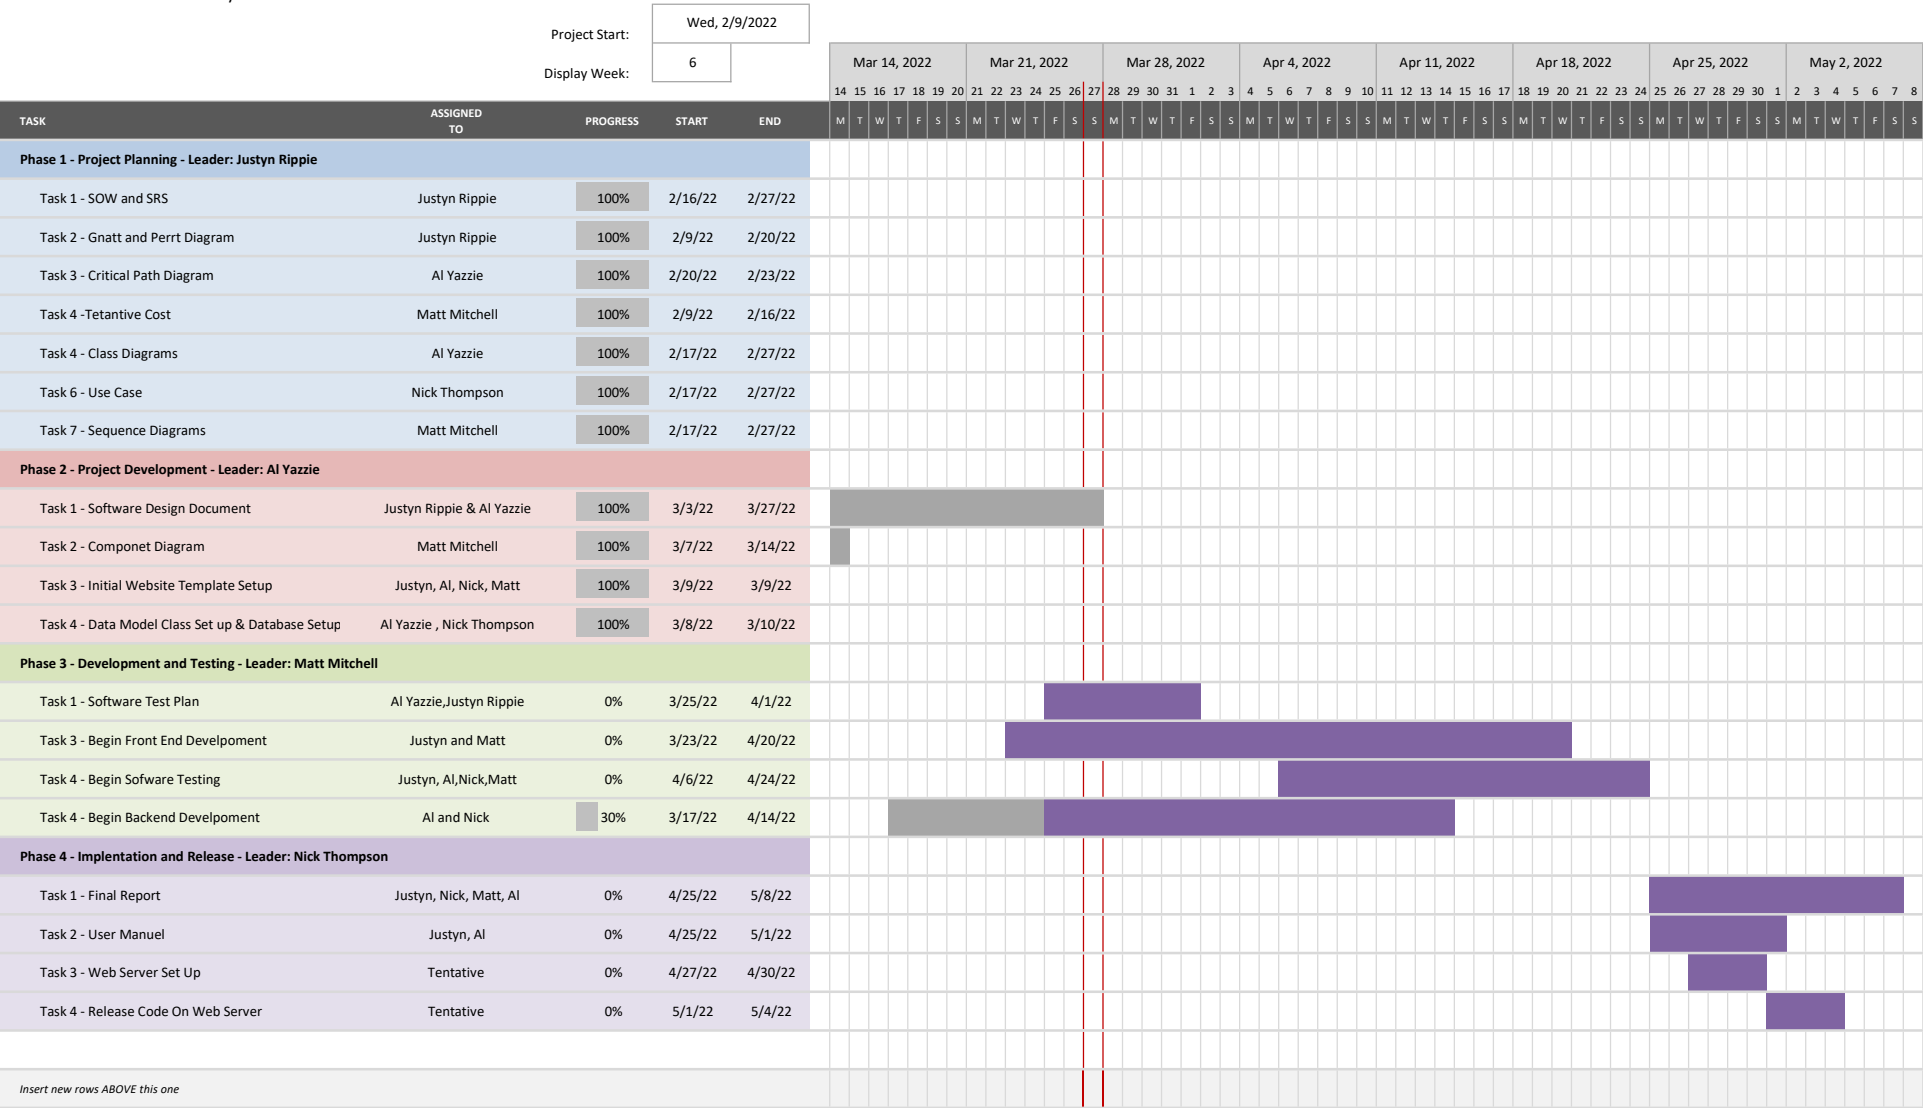 Project Start: Wed, 2/9/2022
Display Week: 6
Mar 14, 2022 Mar 21, 2022 Mar 28, 2022 Apr 4, 2022 Apr 11, 2022 Apr 18, 2022 Apr 25, 2022 May 2, 2022
14 15 16 17 18 19 20 21 22 23 24 25 26 27 28 29 30 31 1 2 3 4 5 6 7 8 9 10 11 12 13 14 15 16 17 18 19 20 21 22 23 24 25 26 27 28 29 30 1 2 3 4 5 6 7 8
TASK ASSIGNED TO PROGRESS START END M T W T F S S M T W T F S S M T W T F S S M T W T F S S M T W T F S S M T W T F S S M T W T F S S M T W T F S S
Phase 1 - Project Planning - Leader: Justyn Rippie
Task 1 - SOW and SRS Justyn Rippie 100% 2/16/22 2/27/22
Task 2 - Gnatt and Perrt Diagram Justyn Rippie 100% 2/9/22 2/20/22
Task 3 - Critical Path Diagram Al Yazzie 100% 2/20/22 2/23/22
Task 4 -Tetantive Cost Matt Mitchell 100% 2/9/22 2/16/22
Task 4 - Class Diagrams Al Yazzie 100% 2/17/22 2/27/22
Task 6 - Use Case Nick Thompson 100% 2/17/22 2/27/22
Task 7 - Sequence Diagrams Matt Mitchell 100% 2/17/22 2/27/22
Phase 2 - Project Development - Leader: Al Yazzie
Task 1 - Software Design Document Justyn Rippie & Al Yazzie 100% 3/3/22 3/27/22
Task 2 - Componet Diagram Matt Mitchell 100% 3/7/22 3/14/22
Task 3 - Initial Website Template Setup Justyn, Al, Nick, Matt 100% 3/9/22 3/9/22
Task 4 - Data Model Class Set up & Database Setup Al Yazzie , Nick Thompson 100% 3/8/22 3/10/22
Phase 3 - Development and Testing - Leader: Matt Mitchell
Task 1 - Software Test Plan Al Yazzie,Justyn Rippie 0% 3/25/22 4/1/22
Task 3 - Begin Front End Develpoment Justyn and Matt 0% 3/23/22 4/20/22
Task 4 - Begin Sofware Testing Justyn, Al,Nick,Matt 0% 4/6/22 4/24/22
Task 4 - Begin Backend Develpoment Al and Nick 30% 3/17/22 4/14/22
Phase 4 - Implentation and Release - Leader: Nick Thompson
Task 1 - Final Report Justyn, Nick, Matt, Al 0% 4/25/22 5/8/22
Task 2 - User Manuel Justyn, Al 0% 4/25/22 5/1/22
Task 3 - Web Server Set Up Tentative 0% 4/27/22 4/30/22
Task 4 - Release Code On Web Server Tentative 0% 5/1/22 5/4/22
Insert new rows ABOVE this one